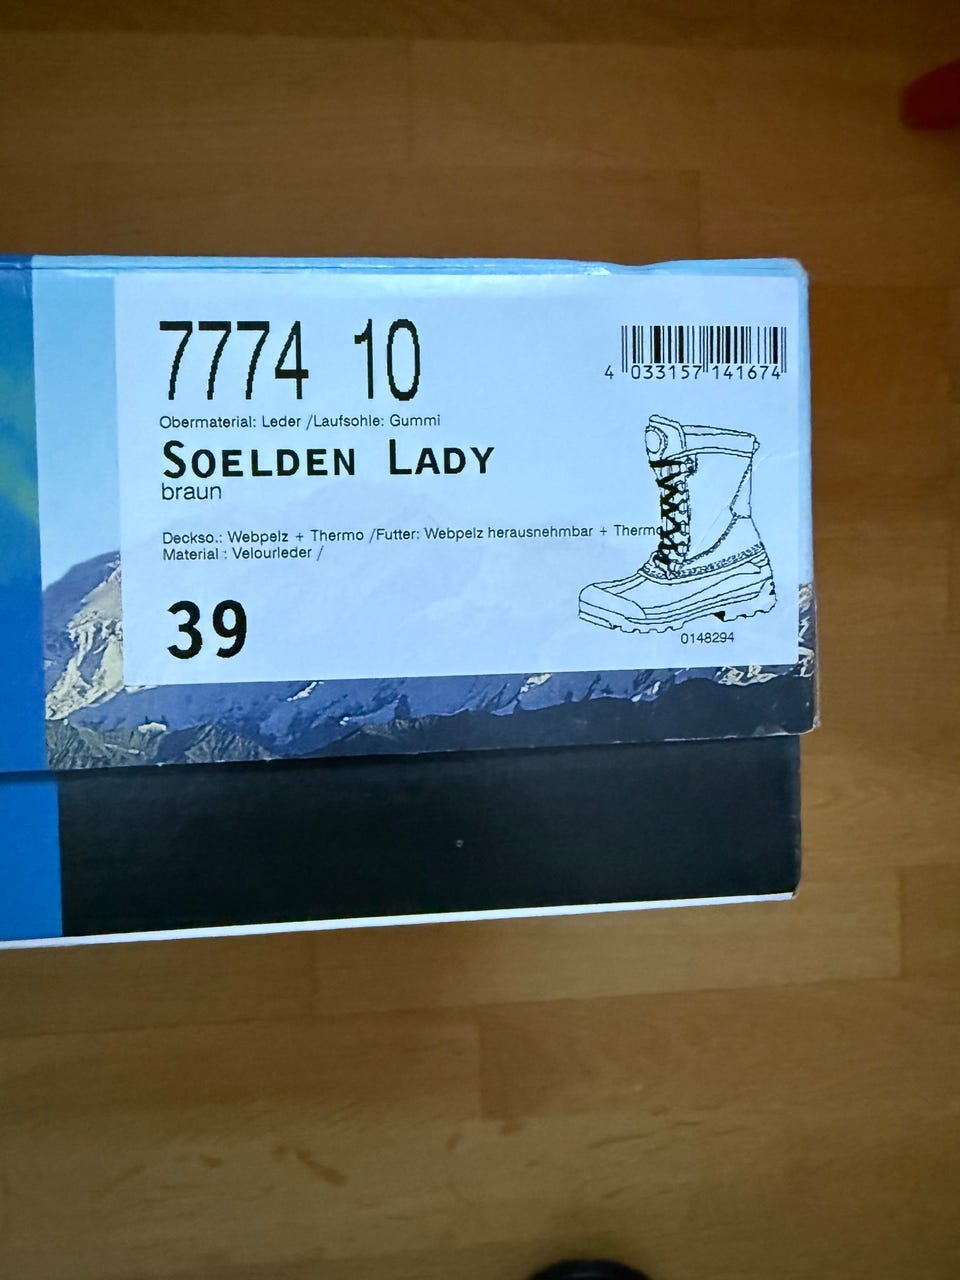 7774 10
4 033157 141674
Obermaterial: Leder /Laufsohle: Gummi
SOELDEN LADY
braun
Deckso.: Webpelz + Thermo /Futter: Webpelz herausnehmbar + Thermo
Material : Velourleder /
39
0148294